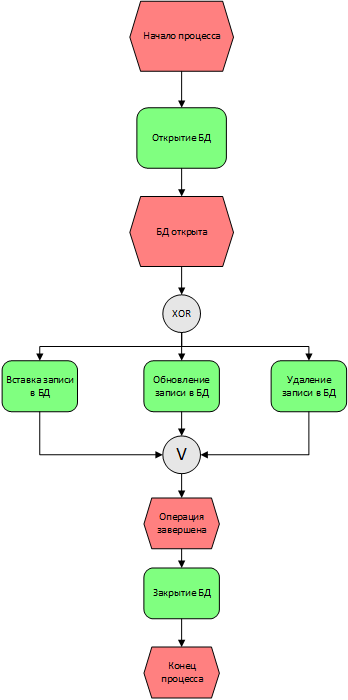 Начало процесса
Открытие БД
БД открыта
XOR
Вставка записи
в БД
Обновление
записи в БД
Удаление
записи в БД
V
Операция
завершена
Закрытие БД
Конец
процесса